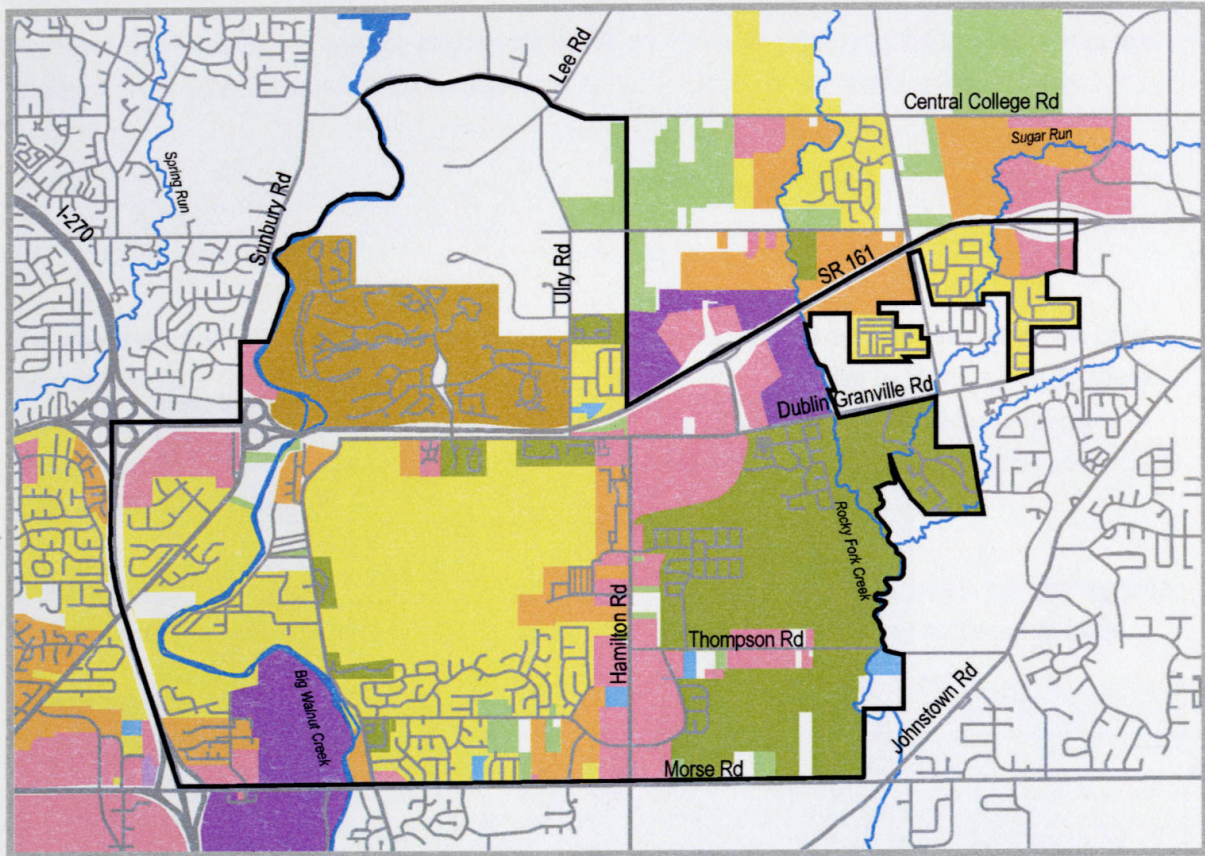 Lee Rd
Central College Rd
Sugar Run
Spring Run
Sunbury Rd
I-270
Ulry Rd
SR 161
Dublin Granville Rd
Rocky Fork Creek
Hamilton Rd
Thompson Rd
Big Walnut Creek
Johnstown Rd
Morse Rd